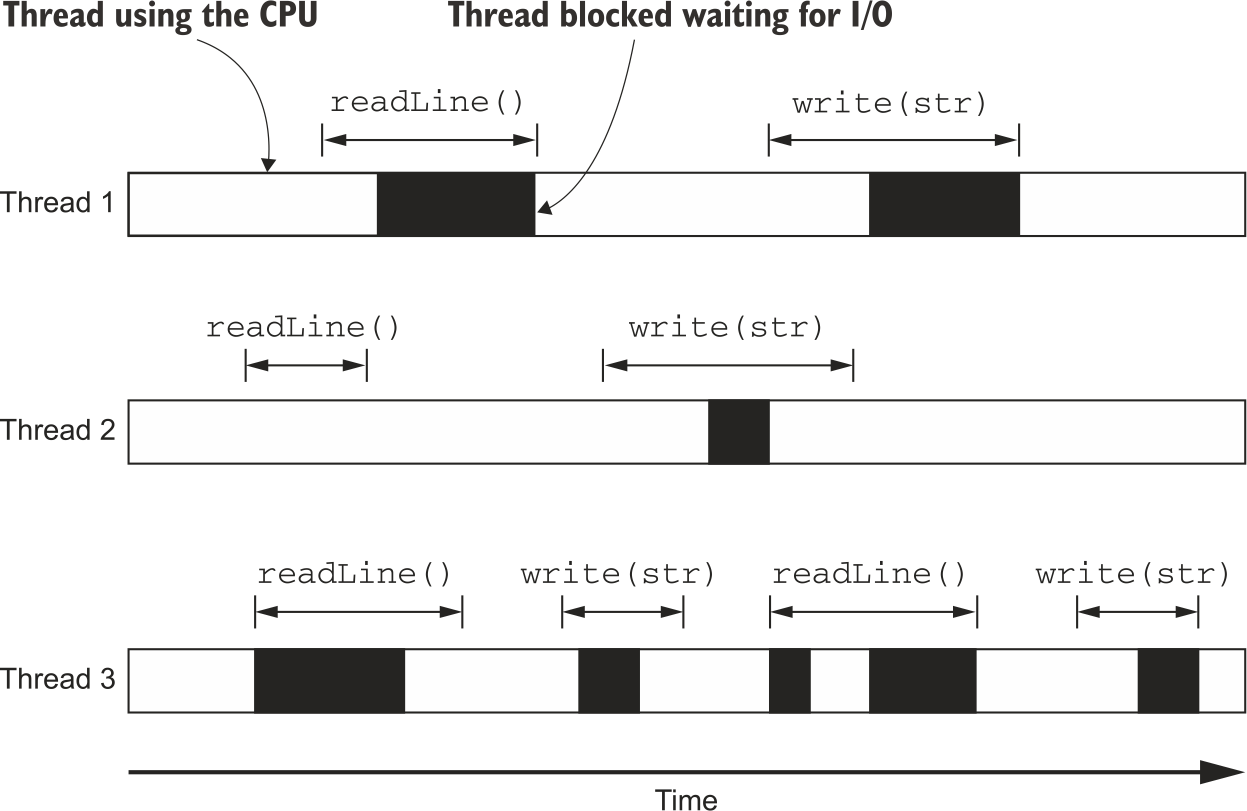 Thread using the CPU
Thread blocked waiting for I/O
readLine()
write(str)
Thread 1
readLine()
write(str)
Thread 2
readLine()
write(str)
readLine()
write(str)
Thread 3
Time